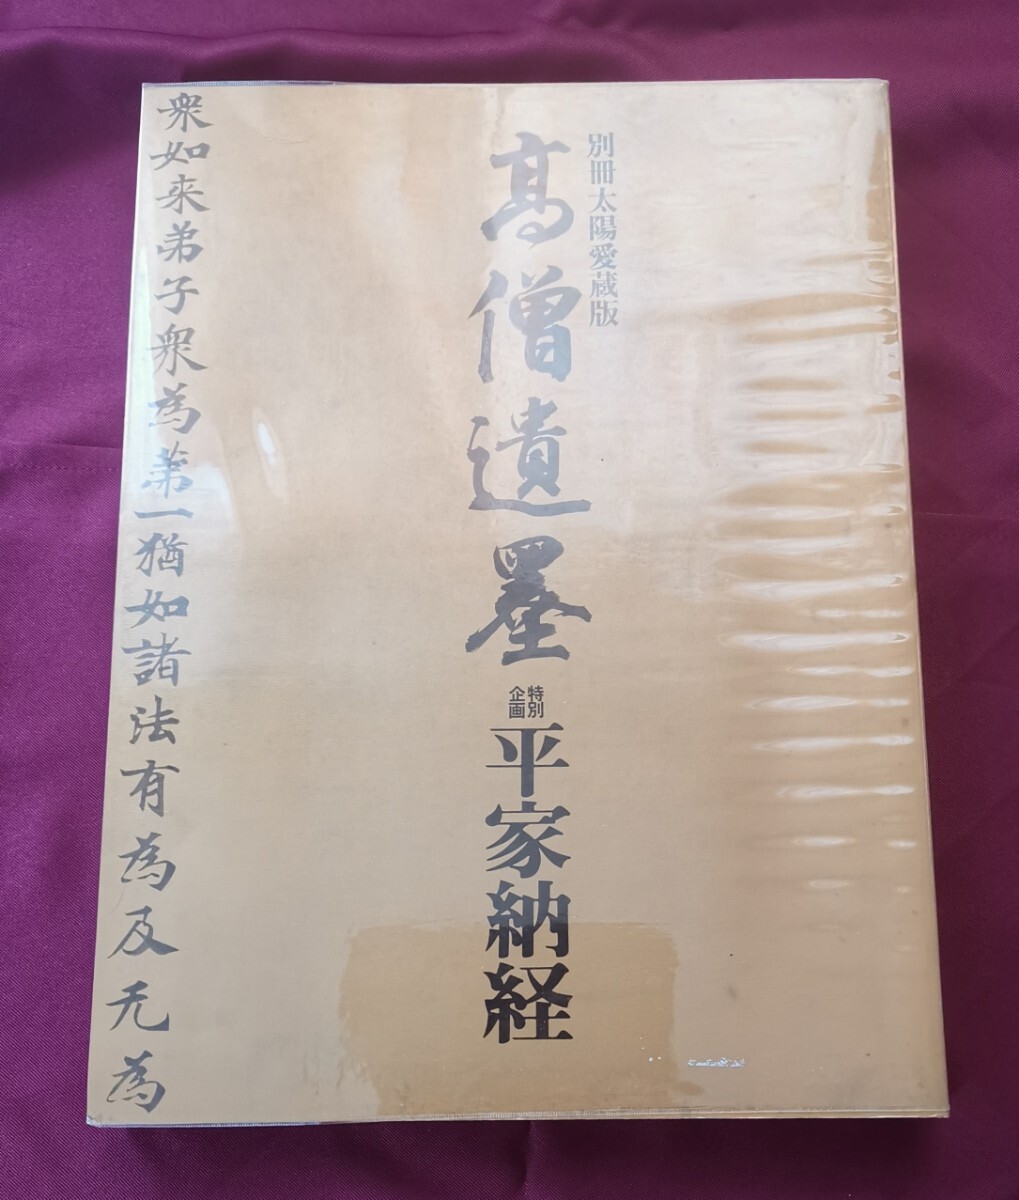 別冊太陽愛蔵版
高僧遺墨
特別
企画
平家納経
衆如来弟子衆為第一猶如諸法有為及无為